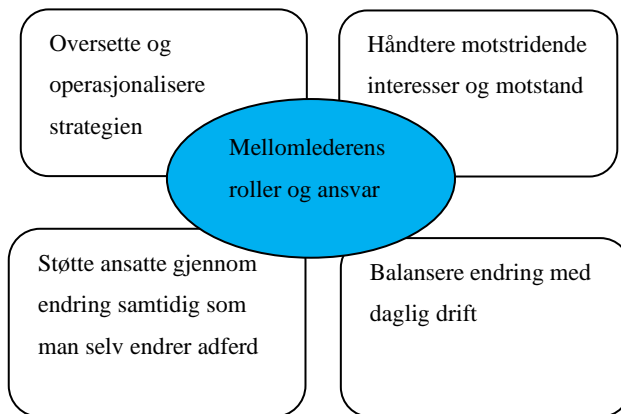 Oversette og
operasjonalisere
strategien
Håndtere motstridende
interesser og motstand
Mellomlederens
roller og ansvar
Støtte ansatte gjennom
endring samtidig som
man selv endrer adferd
Balansere endring med
daglig drift